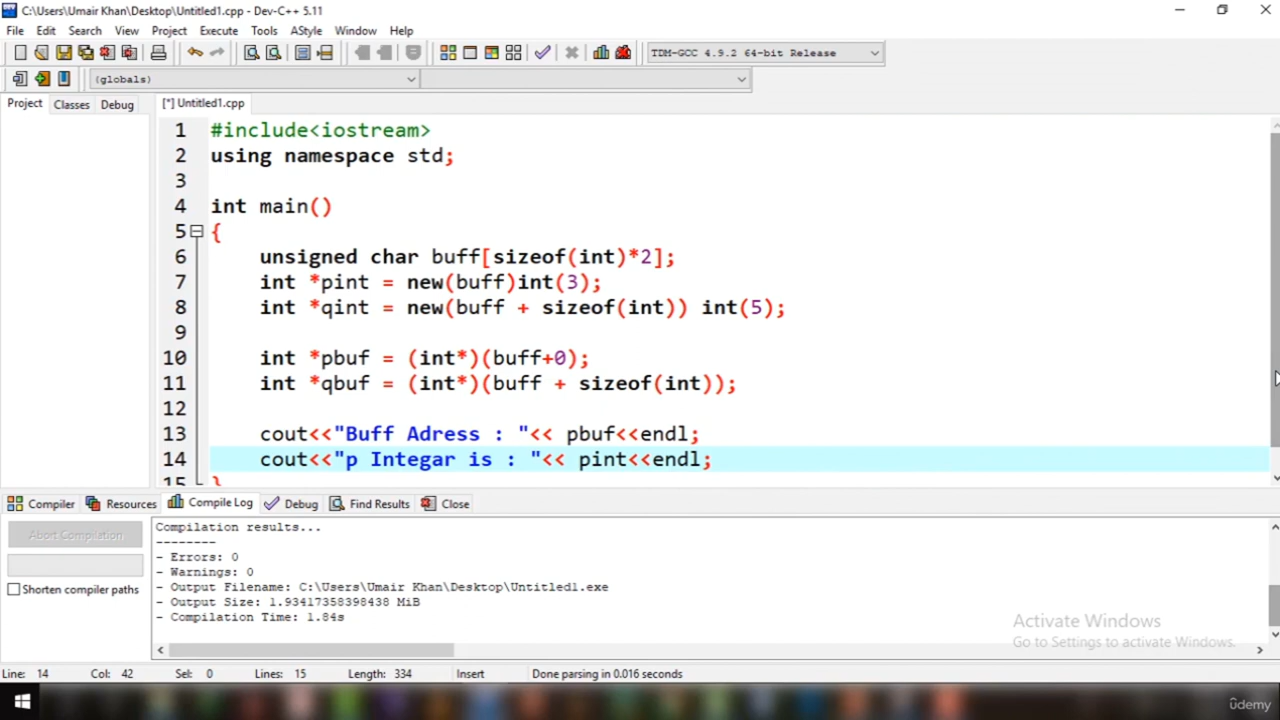 C:\Users\Umair Khan\Desktop\Untitled1.cpp - Dev-C++ 5.11
File Edit Search View Project Execute Tools AStyle Window Help
TDM-GCC 4.9.2 64-bit Release
(globals)
Project Classes Debug [*] Untitled1.cpp
1 #include<iostream>
2 using namespace std;
3
4 int main()
5 {
6 unsigned char buff[sizeof(int)*2];
7 int *pint = new(buff)int(3);
8 int *qint = new(buff + sizeof(int)) int(5);
9
10 int *pbuf = (int*)(buff+0);
11 int *qbuf = (int*)(buff + sizeof(int));
12
13 cout<<"Buff Adress : "<< pbuf<<endl;
14 cout<<"p Integar is : "<< pint<<endl;
15 }
Compiler Resources Compile Log Debug Find Results Close
Abort Compilation
Shorten compiler paths
Compilation results...
--------
- Errors: 0
- Warnings: 0
- Output Filename: C:\Users\Umair Khan\Desktop\Untitled1.exe
- Output Size: 1.93417358398438 MiB
- Compilation Time: 1.84s
Activate Windows
Go to Settings to activate Windows.
Line: 14 Col: 42 Sel: 0 Lines: 15 Length: 334 Insert Done parsing in 0.016 seconds
ûdemy